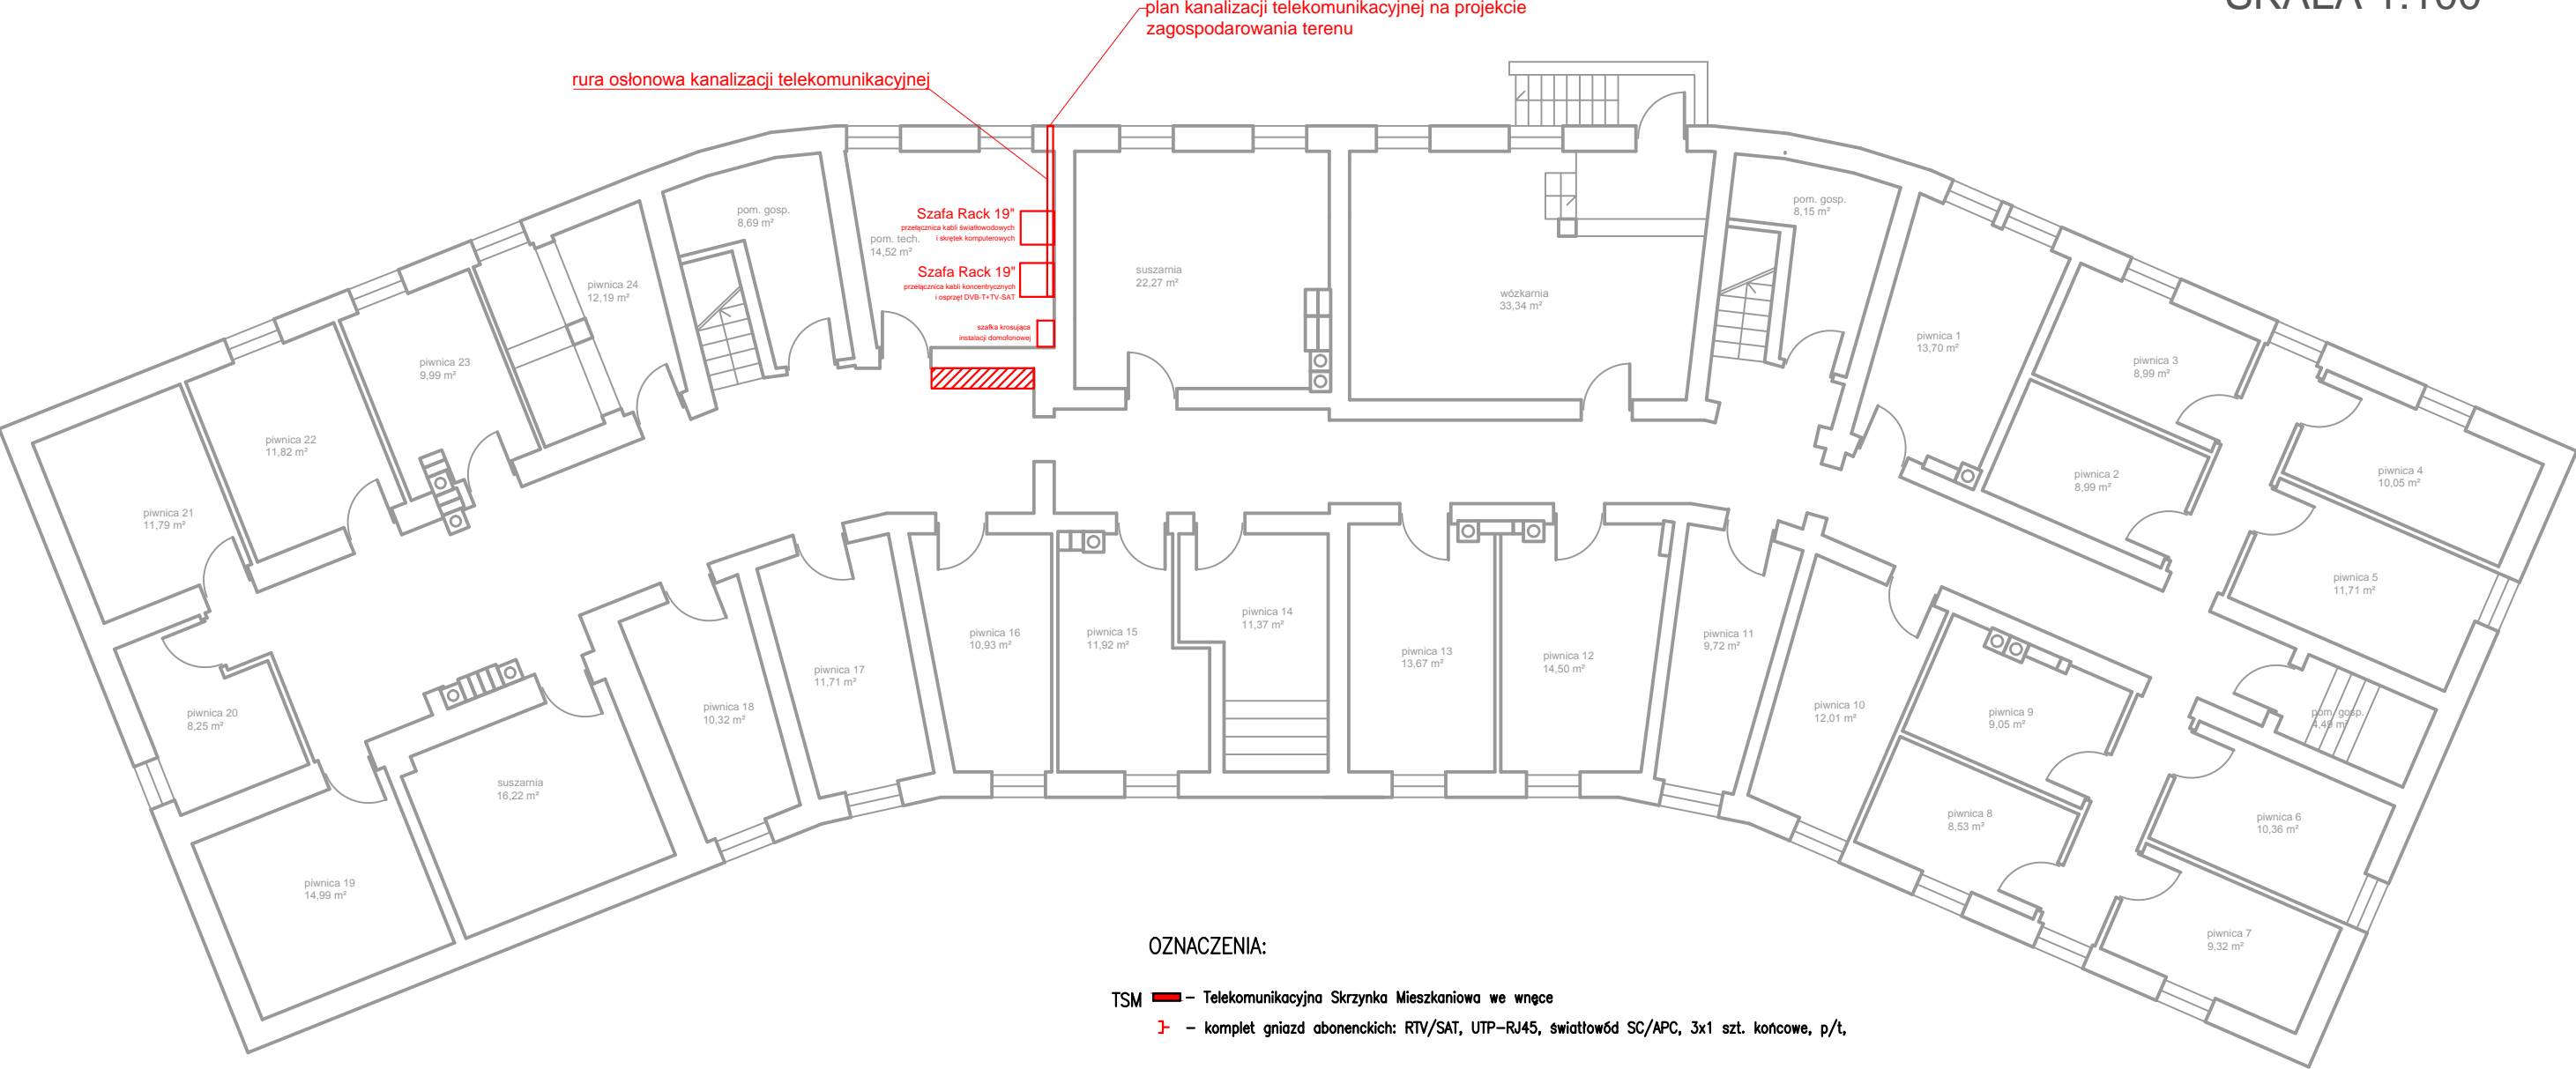 SKALA 1:100
plan kanalizacji telekomunikacyjnej na projekcie
zagospodarowania terenu
rura osłonowa kanalizacji telekomunikacyjnej
pom. gosp.
8,69 m²
Szafa Rack 19"
przełącznica kabli światłowodowych
i skrętek komputerowych
pom. tech.
14,52 m²
Szafa Rack 19"
przełącznica kabli koncentrycznych
i osprzęt DVB-T+TV-SAT
szafka krosująca
instalacji domofonowej
suszarnia
22,27 m²
wózkarnia
33,34 m²
pom. gosp.
8,15 m²
piwnica 24
12,19 m²
piwnica 23
9,99 m²
piwnica 22
11,82 m²
piwnica 21
11,79 m²
piwnica 1
13,70 m²
piwnica 3
8,99 m²
piwnica 2
8,99 m²
piwnica 4
10,05 m²
piwnica 5
11,71 m²
piwnica 20
8,25 m²
piwnica 19
14,99 m²
suszarnia
16,22 m²
piwnica 18
10,32 m²
piwnica 17
11,71 m²
piwnica 16
10,93 m²
piwnica 15
11,92 m²
piwnica 14
11,37 m²
piwnica 13
13,67 m²
piwnica 12
14,50 m²
piwnica 11
9,72 m²
piwnica 10
12,01 m²
piwnica 9
9,05 m²
pom. gosp.
4,49 m²
piwnica 8
8,53 m²
piwnica 6
10,36 m²
piwnica 7
9,32 m²
OZNACZENIA:
TSM – Telekomunikacyjna Skrzynka Mieszkaniowa we wnęce
– komplet gniazd abonenckich: RTV/SAT, UTP–RJ45, światłowód SC/APC, 3x1 szt. końcowe, p/t,